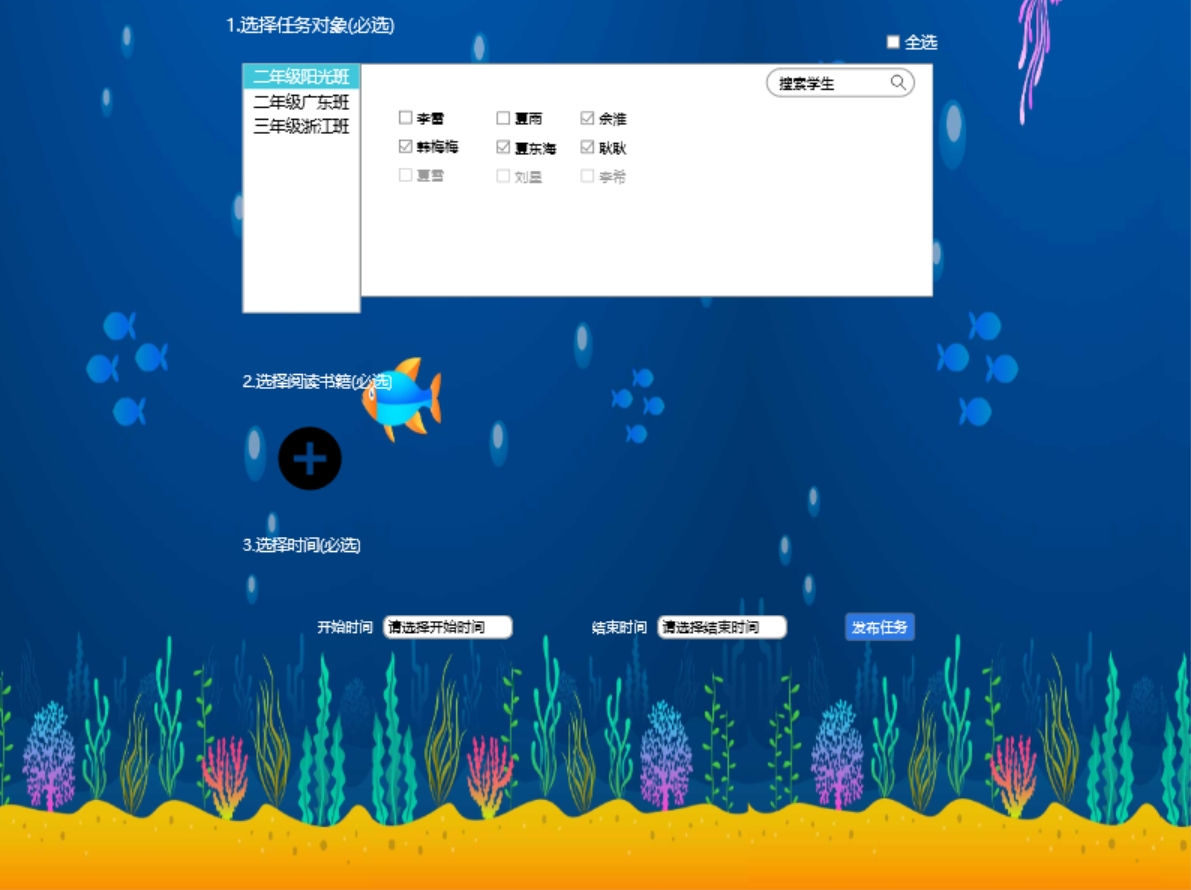 1.选择任务对象(必选)
全选
二年级阳光班
二年级广东班
三年级浙江班
搜索学生
李雷 夏雨 余淮
韩梅梅 夏东海 耿耿
夏雪 刘星 李希
2.选择阅读书籍(必选)
3.选择时间(必选)
开始时间 请选择开始时间 结束时间 请选择结束时间 发布任务